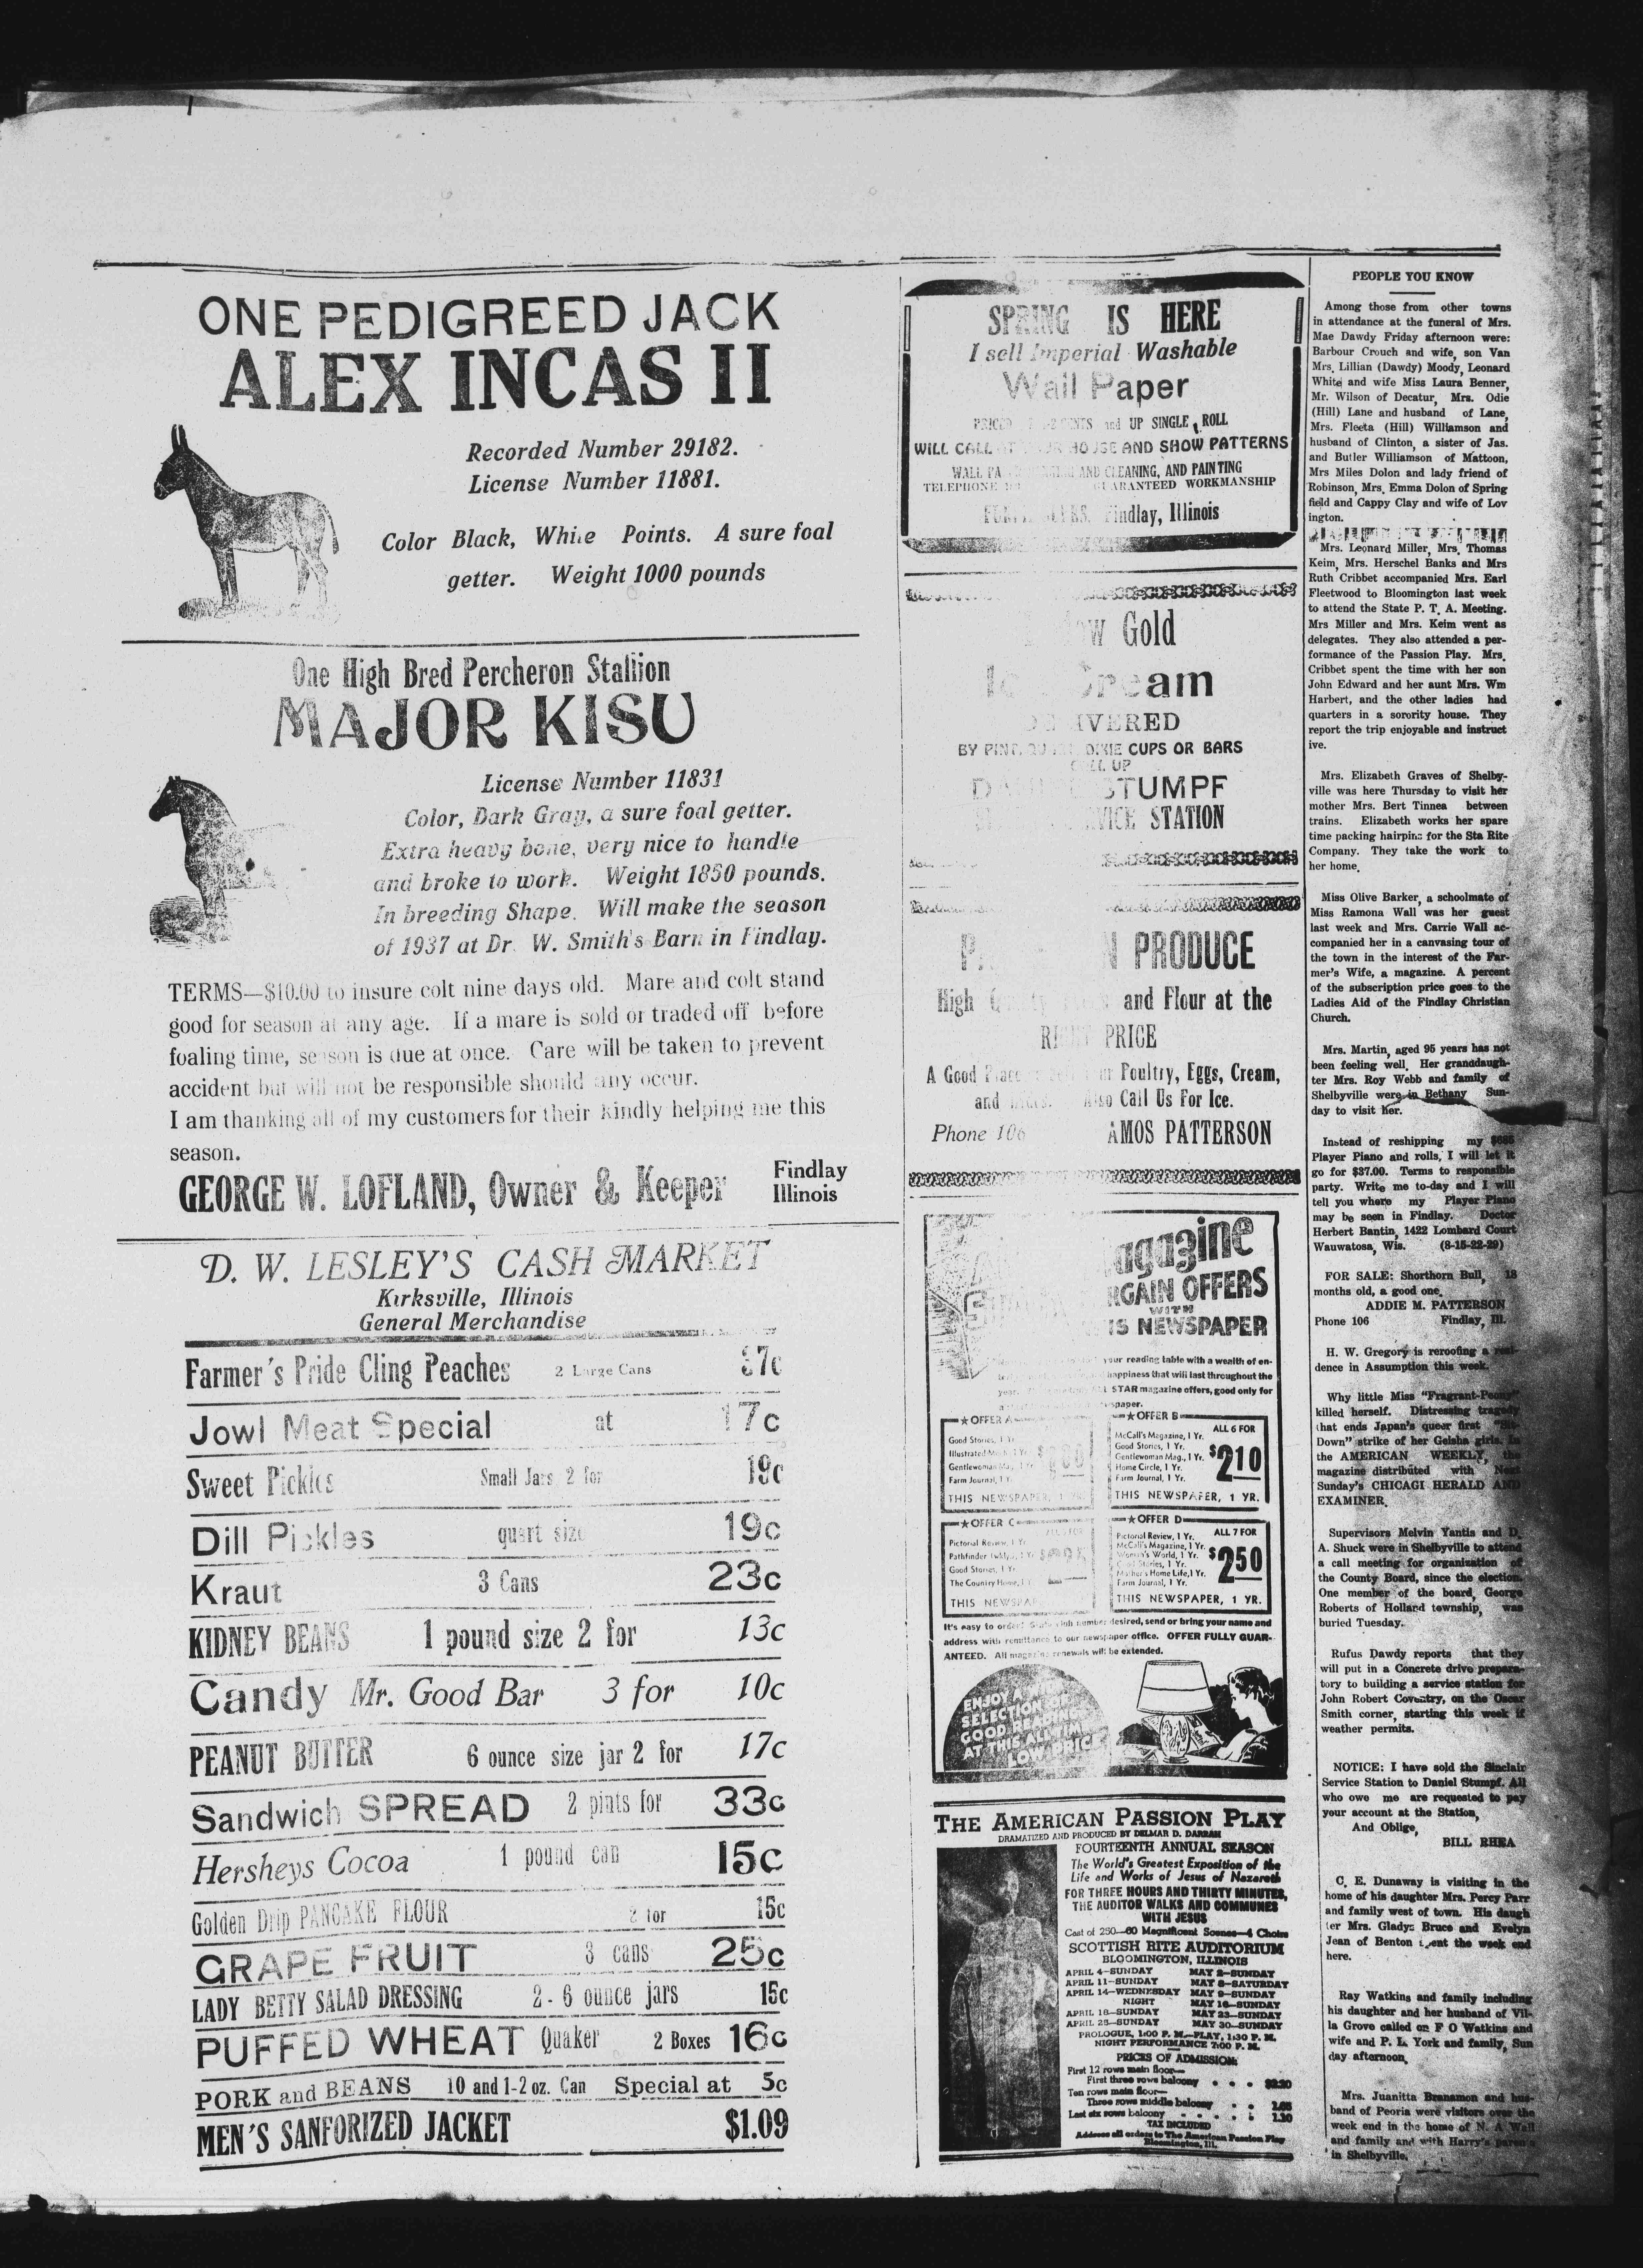 ONE PEDIGREED JACK
ALEX INCAS II
Recorded Number 29182.
License Number 11881.
Color Black, White Points. A sure foal
getter. Weight 1000 pounds
One High Bred Percheron Stallion
MAJOR KISU
License Number 11831
Color, Dark Gray, a sure foal getter.
Extra heavy bone, very nice to handle
and broke to work. Weight 1850 pounds.
In breeding Shape. Will make the season
of 1937 at Dr. W. Smith's Barn in Findlay.
TERMS—$10.00 to insure colt nine days old. Mare and colt stand
good for season at any age. If a mare is sold or traded off before
foaling time, season is due at once. Care will be taken to prevent
accident but will not be responsible should any occur.
I am thanking all of my customers for their kindly helping me this
season.
GEORGE W. LOFLAND, Owner & Keeper
Findlay
Illinois
D. W. LESLEY'S CASH MARKET
Kirksville, Illinois
General Merchandise
Farmer's Pride Cling Peaches 2 Large Cans 37c
Jowl Meat Special at 17c
Sweet Pickles Small Jars 2 for 19c
Dill Pickles quart size 19c
Kraut 3 Cans 23c
KIDNEY BEANS 1 pound size 2 for 13c
Candy Mr. Good Bar 3 for 10c
PEANUT BUTTER 6 ounce size jar 2 for 17c
Sandwich SPREAD 2 pints for 33c
Hersheys Cocoa 1 pound can 15c
Golden Drip PANCAKE FLOUR 2 for 15c
GRAPE FRUIT 3 cans 25c
LADY BETTY SALAD DRESSING 2 - 6 ounce jars 15c
PUFFED WHEAT Quaker 2 Boxes 16c
PORK and BEANS 10 and 1-2 oz. Can Special at 5c
MEN'S SANFORIZED JACKET $1.09
SPRING IS HERE
I sell Imperial Washable
Wall Paper
PRICED and UP SINGLE ROLL
WILL CALL AT YOUR HOUSE AND SHOW PATTERNS
WALL AND CLEANING, AND PAINTING
TELEPHONE GUARANTEED WORKMANSHIP
Findlay, Illinois
Gold
Ice Cream
DELIVERED
BY PINT, DIXIE CUPS OR BARS
CALL UP
STUMPF
SERVICE STATION
PRODUCE
High Quality and Flour at the
RIGHT PRICE
A Good Place Poultry, Eggs, Cream,
and Also Call Us For Ice.
Phone 106 AMOS PATTERSON
Magazine
BARGAIN OFFERS
WITH
THIS NEWSPAPER
your reading table with a wealth of en-
happiness that will last throughout the
year. STAR magazine offers, good only for
newspaper.
★OFFER A
Good Stories, 1 Yr.
Illustrated 1 Yr.
Gentlewoman Mag., 1 Yr.
Farm Journal, 1 Yr.
THIS NEWSPAPER, 1 YR.
★OFFER B
McCall's Magazine, 1 Yr.
Good Stories, 1 Yr.
Gentlewoman Mag., 1 Yr.
Home Circle, 1 Yr.
Farm Journal, 1 Yr.
ALL 6 FOR
$2.10
THIS NEWSPAPER, 1 YR.
★OFFER C
Pictorial Review, 1 Yr.
Pathfinder 1 Yr.
Good Stories, 1 Yr.
The Country Home, 1
THIS NEWSPAPER
★OFFER D
Pictorial Review, 1 Yr.
McCall's Magazine, 1 Yr.
Woman's World, 1 Yr.
Good Stories, 1 Yr.
Mother's Home Life, 1 Yr.
Farm Journal, 1 Yr.
ALL 7 FOR
$2.50
THIS NEWSPAPER, 1 YR.
It's easy to order! State club number desired, send or bring your name and
address with remittance to our newspaper office. OFFER FULLY GUAR-
ANTEED. All magazine renewals will be extended.
ENJOY A
SELECTION OF
GOOD READING
AT THIS ALL TIME
LOW PRICE
THE AMERICAN PASSION PLAY
DRAMATIZED AND PRODUCED BY DELMAR D. DARRAH
FOURTEENTH ANNUAL SEASON
The World's Greatest Exposition of the
Life and Works of Jesus of Nazareth
FOR THREE HOURS AND THIRTY MINUTES,
THE AUDITOR WALKS AND COMMUNES
WITH JESUS
Cast of 250—60 Magnificent Scenes—4 Choirs
SCOTTISH RITE AUDITORIUM
BLOOMINGTON, ILLINOIS
APRIL 4—SUNDAY MAY 2—SUNDAY
APRIL 11—SUNDAY MAY 8—SATURDAY
APRIL 14—WEDNESDAY MAY 9—SUNDAY
NIGHT MAY 16—SUNDAY
APRIL 18—SUNDAY MAY 23—SUNDAY
APRIL 25—SUNDAY MAY 30—SUNDAY
PROLOGUE, 1:00 P. M.—PLAY, 1:30 P. M.
NIGHT PERFORMANCE 7:00 P. M.
PRICES OF ADMISSION:
First 12 rows main floor—
First three rows balcony . . . $2.20
Ten rows main floor—
Three rows middle balcony . . 1.65
Last six rows balcony . . . . 1.10
TAX INCLUDED
Address all orders to The American Passion Play
Bloomington, Ill.
PEOPLE YOU KNOW
Among those from other towns
in attendance at the funeral of Mrs.
Mae Dawdy Friday afternoon were:
Barbour Crouch and wife, son Van
Mrs. Lillian (Dawdy) Moody, Leonard
White and wife Miss Laura Benner,
Mr. Wilson of Decatur, Mrs. Odie
(Hill) Lane and husband of Lane,
Mrs. Fleeta (Hill) Williamson and
husband of Clinton, a sister of Jas.
and Butler Williamson of Mattoon,
Mrs Miles Dolon and lady friend of
Robinson, Mrs. Emma Dolon of Spring
field and Cappy Clay and wife of Lov
ington.
Mrs. Leonard Miller, Mrs. Thomas
Keim, Mrs. Herschel Banks and Mrs
Ruth Cribbet accompanied Mrs. Earl
Fleetwood to Bloomington last week
to attend the State P. T. A. Meeting.
Mrs Miller and Mrs. Keim went as
delegates. They also attended a per-
formance of the Passion Play. Mrs.
Cribbet spent the time with her son
John Edward and her aunt Mrs. Wm
Harbert, and the other ladies had
quarters in a sorority house. They
report the trip enjoyable and instruct
ive.
Mrs. Elizabeth Graves of Shelby-
ville was here Thursday to visit her
mother Mrs. Bert Tinnea between
trains. Elizabeth works her spare
time packing hairpins for the Sta Rite
Company. They take the work to
her home.
Miss Olive Barker, a schoolmate of
Miss Ramona Wall was her guest
last week and Mrs. Carrie Wall ac-
companied her in a canvasing tour of
the town in the interest of the Far-
mer's Wife, a magazine. A percent
of the subscription price goes to the
Ladies Aid of the Findlay Christian
Church.
Mrs. Martin, aged 95 years has not
been feeling well. Her granddaugh-
ter Mrs. Roy Webb and family of
Shelbyville were in Bethany Sun-
day to visit her.
Instead of reshipping my $685
Player Piano and rolls, I will let it
go for $37.00. Terms to responsible
party. Write me to-day and I will
tell you where my Player Piano
may be seen in Findlay. Doctor
Herbert Bantin, 1422 Lombard Court
Wauwatosa, Wis. (8-15-22-29)
FOR SALE: Shorthorn Bull, 18
months old, a good one.
ADDIE M. PATTERSON
Phone 106 Findlay, Ill.
H. W. Gregory is reroofing a resi-
dence in Assumption this week.
Why little Miss "Fragrant-Peony"
killed herself. Distressing tragedy
that ends Japan's queer first "Sit-
Down" strike of her Geisha girls. In
the AMERICAN WEEKLY, the
magazine distributed with Next
Sunday's CHICAGI HERALD AND
EXAMINER.
Supervisors Melvin Yantis and D.
A. Shuck were in Shelbyville to attend
a call meeting for organization of
the County Board, since the election.
One member of the board, George
Roberts of Holland township, was
buried Tuesday.
Rufus Dawdy reports that they
will put in a Concrete drive prepara-
tory to building a service station for
John Robert Coventry, on the Oscar
Smith corner, starting this week if
weather permits.
NOTICE: I have sold the Sinclair
Service Station to Daniel Stumpf. All
who owe me are requested to pay
your account at the Station,
And Oblige,
BILL RHEA
C. E. Dunaway is visiting in the
home of his daughter Mrs. Percy Parr
and family west of town. His daugh
ter Mrs. Gladys Bruce and Evelyn
Jean of Benton spent the week end
here.
Ray Watkins and family including
his daughter and her husband of Vil-
la Grove called on F O Watkins and
wife and P. L. York and family, Sun
day afternoon.
Mrs. Juanitta Branamon and hus-
band of Peoria were visitors over the
week end in the home of N. A Wall
and family and with Harry's parents
in Shelbyville.